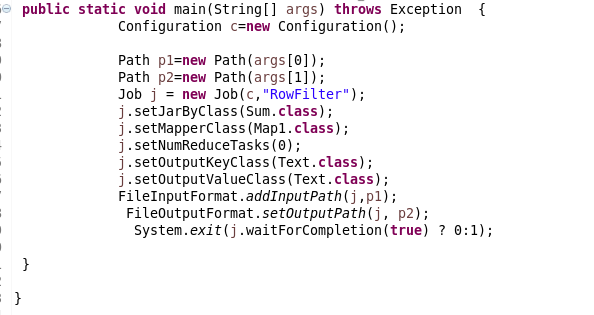 public static void main(String[] args) throws Exception  {
            Configuration c=new Configuration();

            Path p1=new Path(args[0]);
            Path p2=new Path(args[1]);
            Job j = new Job(c,"RowFilter");
            j.setJarByClass(Sum.class);
            j.setMapperClass(Map1.class);
            j.setNumReduceTasks(0);
            j.setOutputKeyClass(Text.class);
            j.setOutputValueClass(Text.class);
            FileInputFormat.addInputPath(j,p1);
             FileOutputFormat.setOutputPath(j, p2);
              System.exit(j.waitForCompletion(true) ? 0:1);

}

}